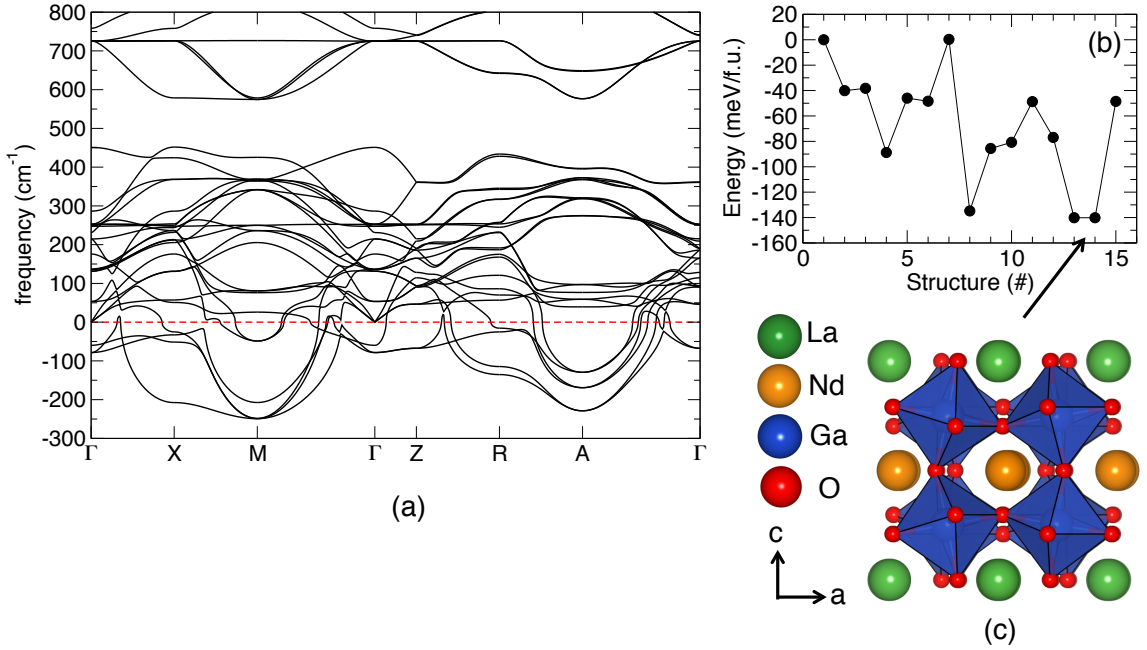 800
700
600
500
400
300
200
100
0
-100
-200
-300
frequency (cm-1)
Γ X M Γ Z R A Γ
(a)
0
-20
-40
-60
-80
-100
-120
-140
-160
Energy (meV/f.u.)
(b)
0 5 10 15
Structure (#)
La
Nd
Ga
O
c
a
(c)